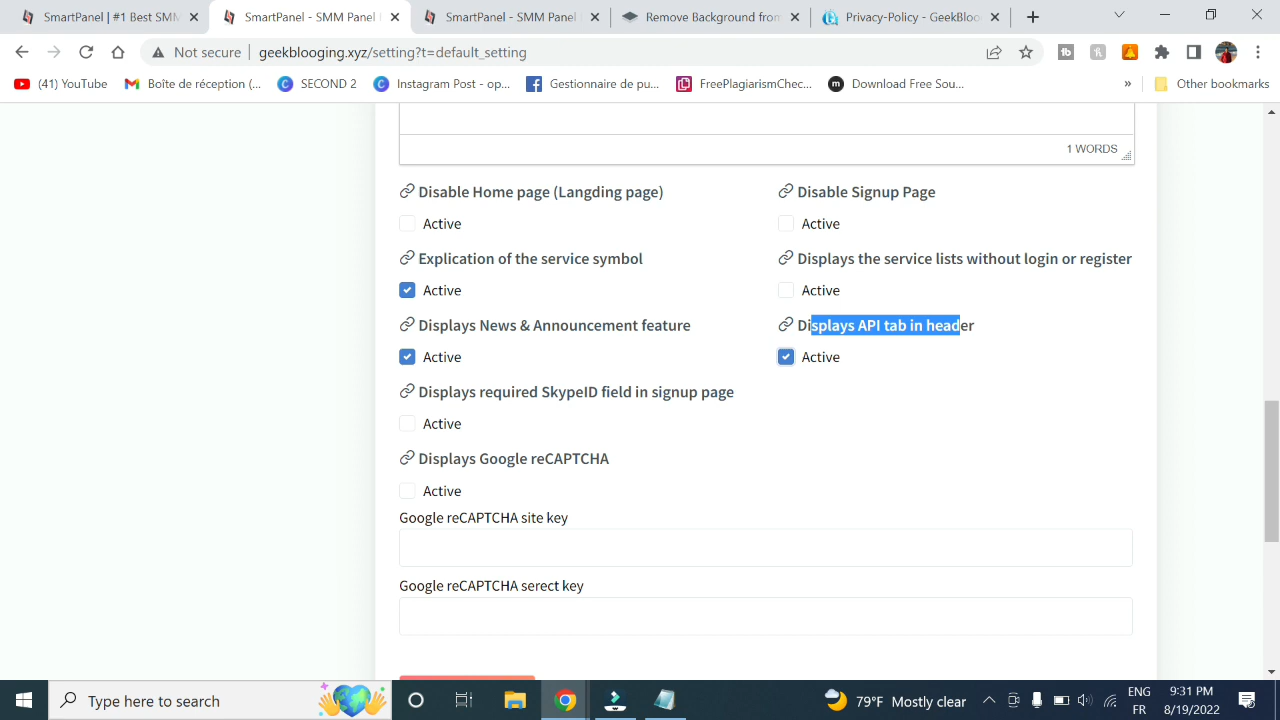 SmartPanel | #1 Best SMM
SmartPanel - SMM Panel
SmartPanel - SMM Panel
Remove Background from
Privacy-Policy - GeekBloo
Not secure
geekblooging.xyz/setting?t=default_setting
(41) YouTube
Boîte de réception (...
SECOND 2
Instagram Post - op...
Gestionnaire de pu...
FreePlagiarismChec...
Download Free Sou...
»
Other bookmarks
1 WORDS
Disable Home page (Langding page)
Disable Signup Page
Active
Active
Explication of the service symbol
Displays the service lists without login or register
Active
Active
Displays News & Announcement feature
Displays API tab in header
Active
Active
Displays required SkypeID field in signup page
Active
Displays Google reCAPTCHA
Active
Google reCAPTCHA site key
Google reCAPTCHA serect key
Type here to search
79°F Mostly clear
ENG
FR
9:31 PM
8/19/2022